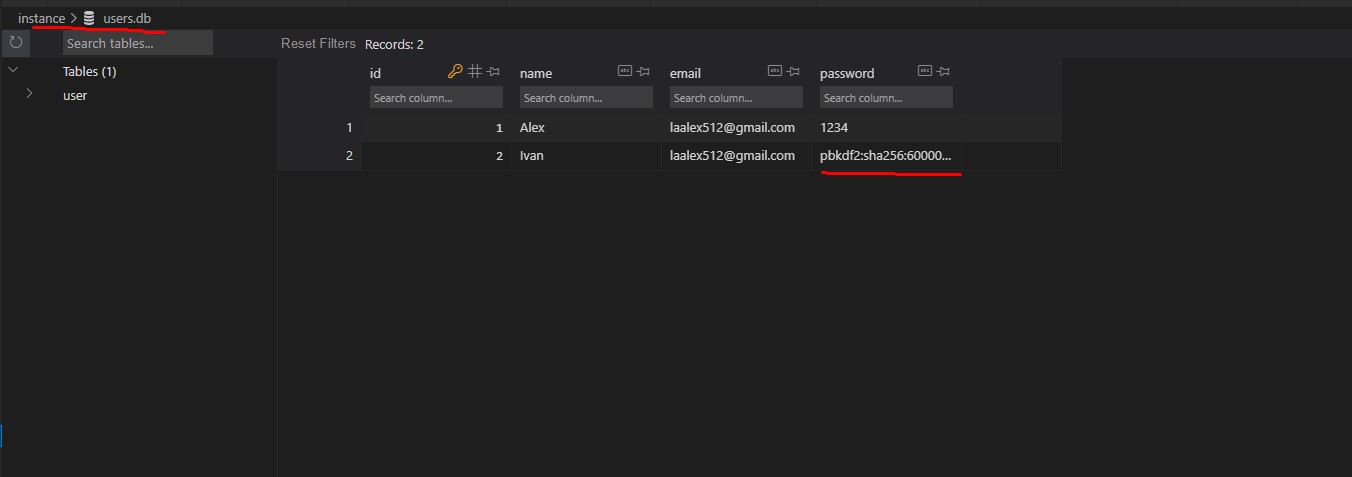 instance > users.db
Search tables...
Reset Filters Records: 2
Tables (1)
user
id name email password
Search column... Search column... Search column... Search column...
1 1 Alex laalex512@gmail.com 1234
2 2 Ivan laalex512@gmail.com pbkdf2:sha256:60000...